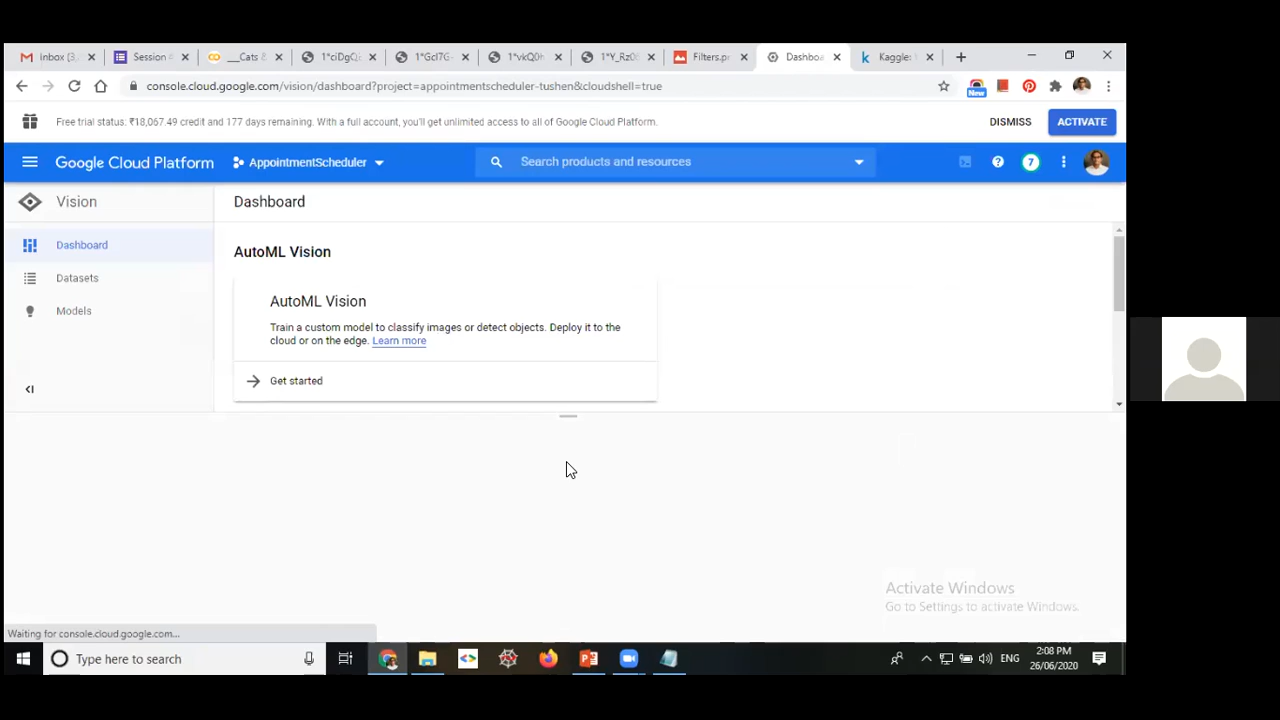 Inbox (3, Session 1*ciDgQ 1*GcI7G- 1*vkQ0h 1*Y_Rz0 Filters.pr Dashboa Kaggle:
console.cloud.google.com/vision/dashboard?project=appointmentscheduler-tushen&cloudshell=true
New
Free trial status: ₹18,067.49 credit and 177 days remaining. With a full account, you'll get unlimited access to all of Google Cloud Platform.
DISMISS
ACTIVATE
Google Cloud Platform
AppointmentScheduler
Search products and resources
7
Vision
Dashboard
Dashboard
Datasets
Models
AutoML Vision
AutoML Vision
Train a custom model to classify images or detect objects. Deploy it to the
cloud or on the edge. Learn more
Get started
Activate Windows
Go to Settings to activate Windows.
Waiting for console.cloud.google.com...
Type here to search
ENG
2:08 PM
26/06/2020